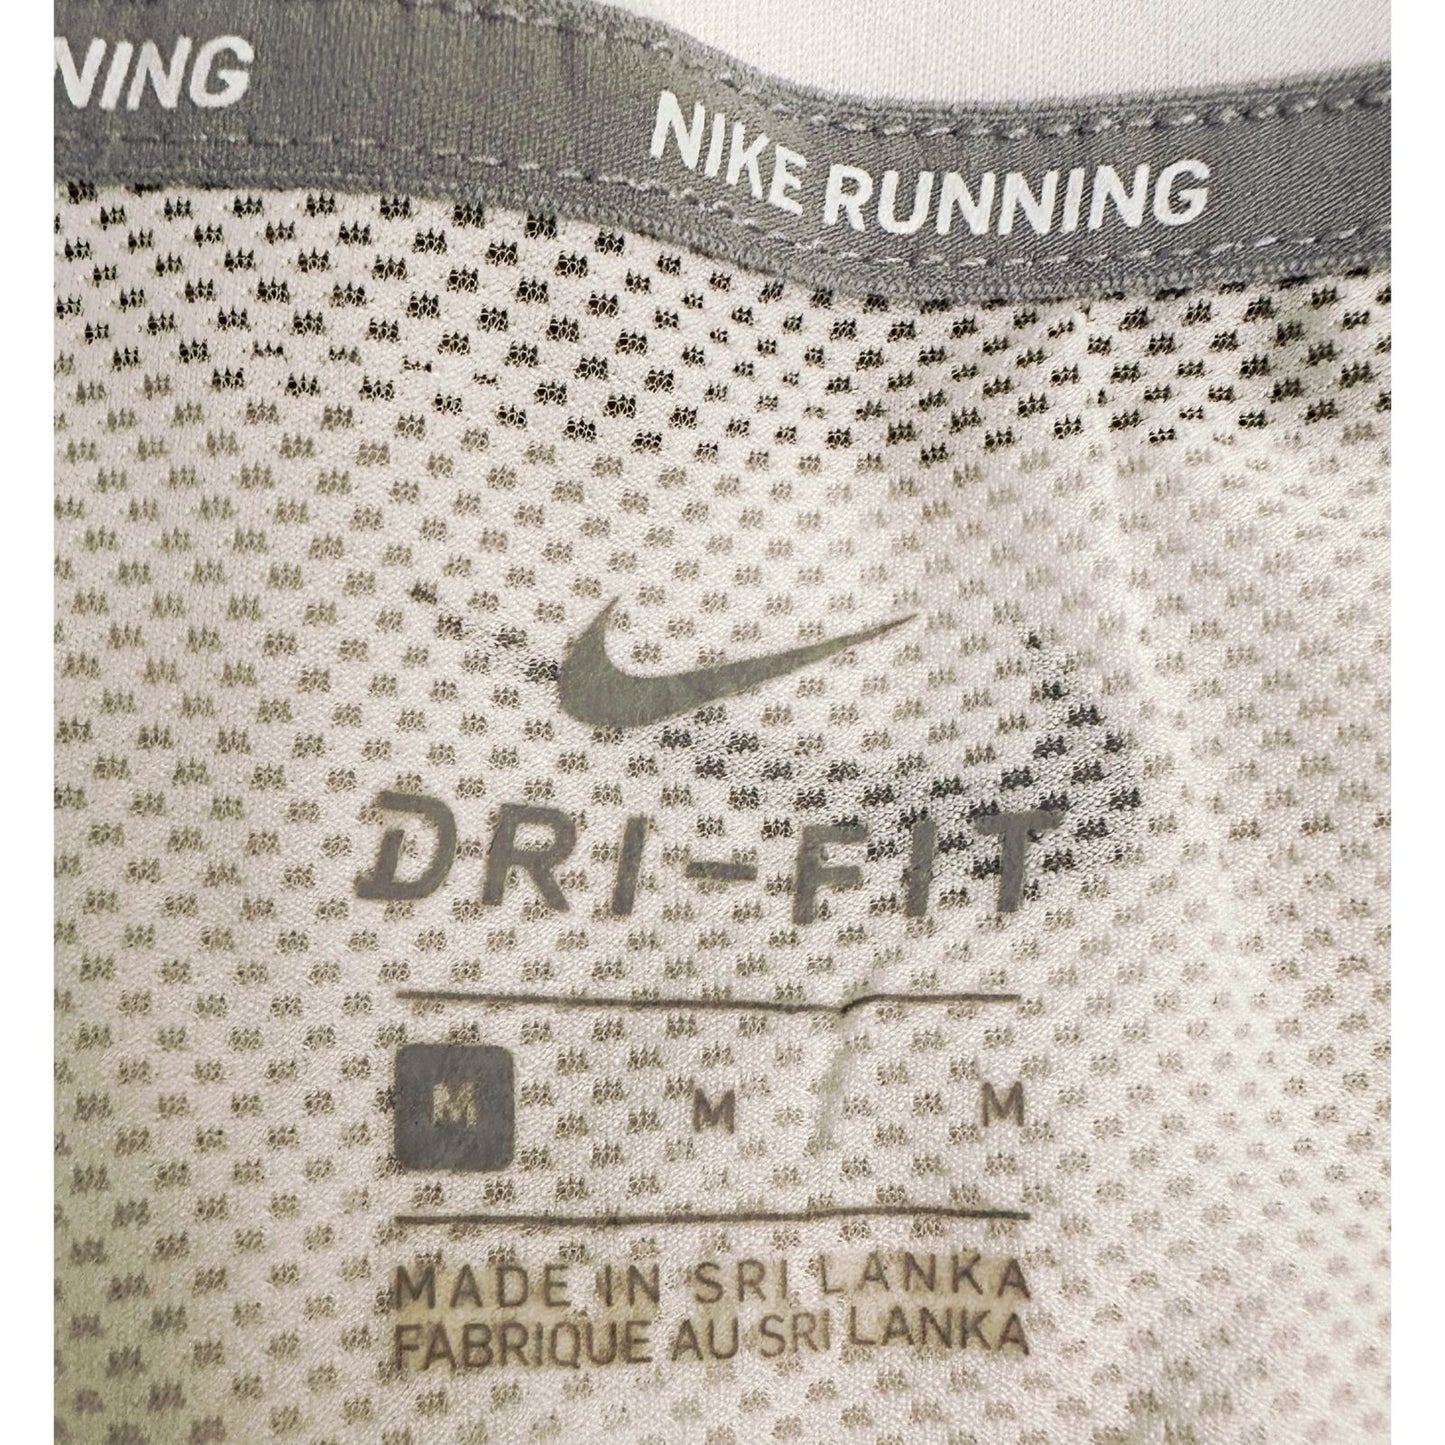 NING
NIKE RUNNING
DRI-FIT
M M M
MADE IN SRI LANKA
FABRIQUE AU SRI LANKA